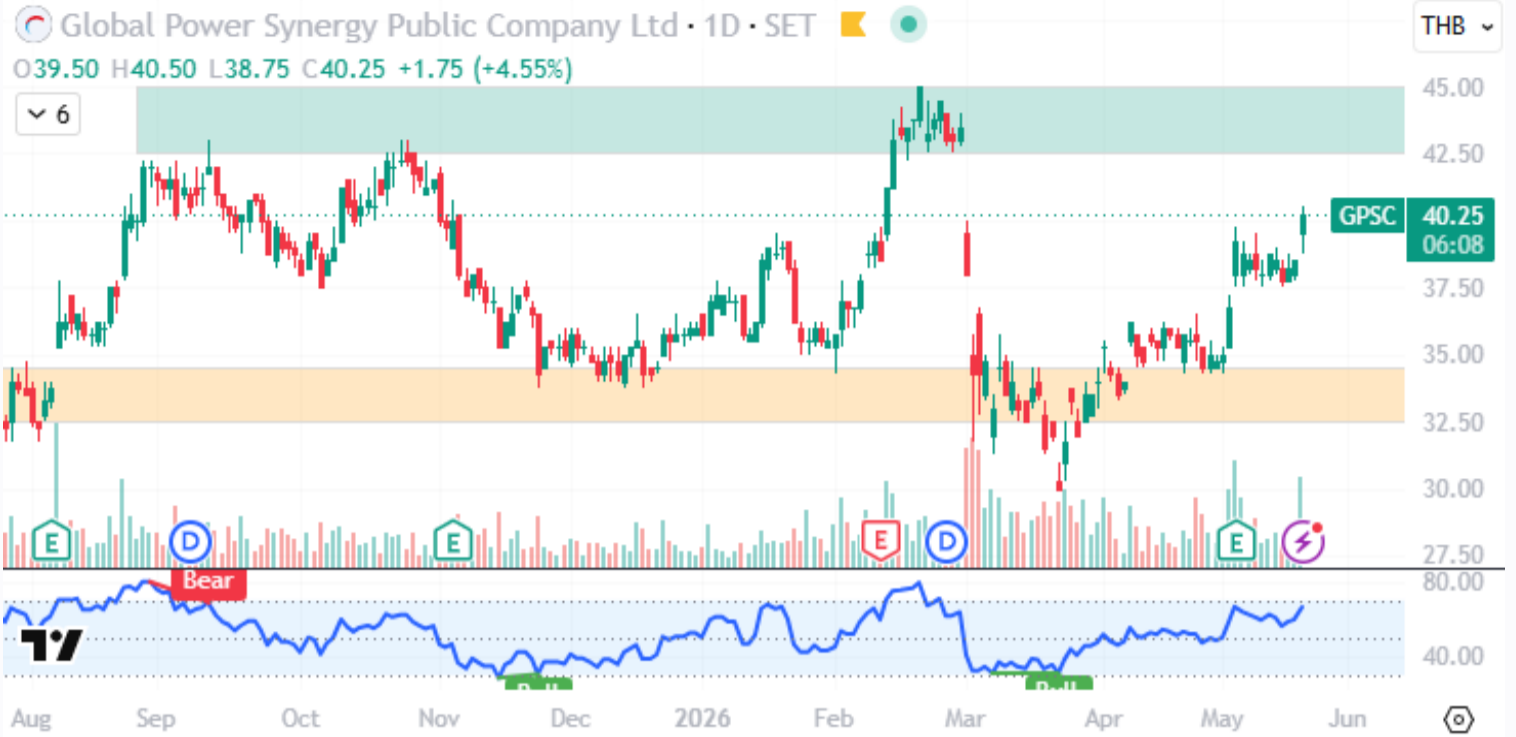 Global Power Synergy Public Company Ltd · 1D · SET
THB
O39.50 H40.50 L38.75 C40.25 +1.75 (+4.55%)
6
45.00
42.50
GPSC 40.25
06:08
37.50
35.00
32.50
30.00
27.50
E D E E D E
Bear
80.00
40.00
Bull
Bull
Aug Sep Oct Nov Dec 2026 Feb Mar Apr May Jun